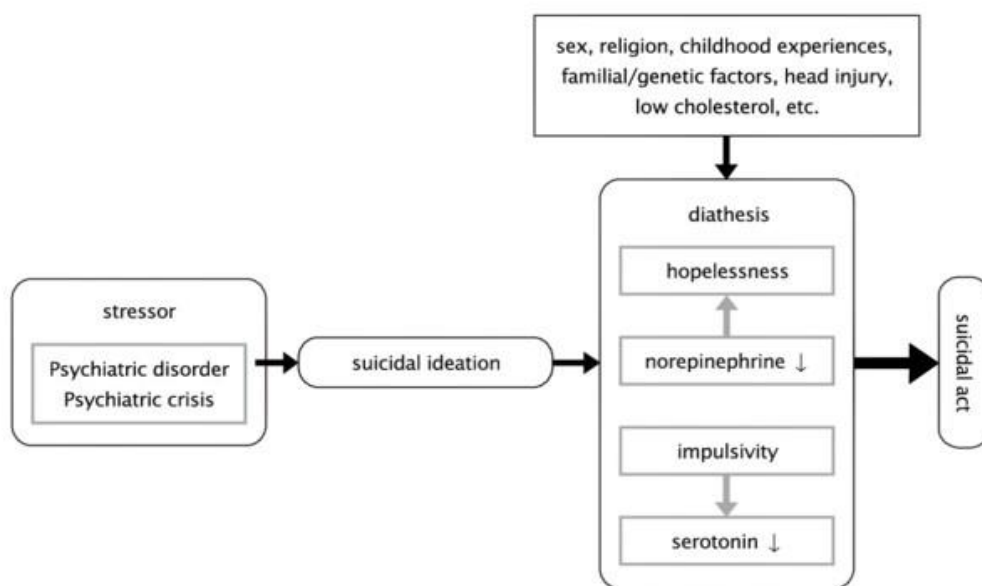 sex, religion, childhood experiences,
familial/genetic factors, head injury,
low cholesterol, etc.
diathesis
hopelessness
stressor
Psychiatric disorder
Psychiatric crisis
suicidal ideation
norepinephrine ↓
suicidal act
impulsivity
serotonin ↓